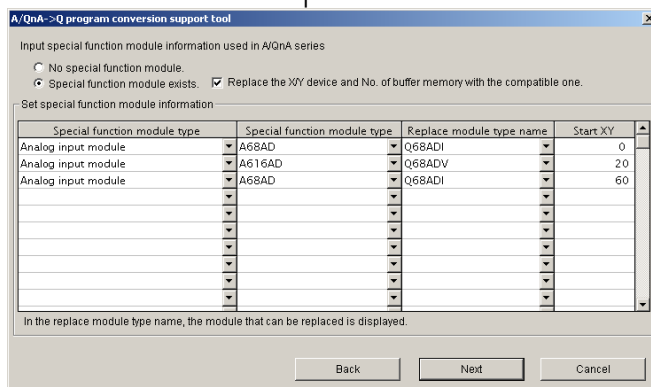 A/QnA->Q program conversion support tool
Input special function module information used in A/QnA series
No special function module.
Special function module exists. Replace the X/Y device and No. of buffer memory with the compatible one.
Set special function module information
Special function module type Special function module type Replace module type name Start XY
Analog input module A68AD Q68ADI 0
Analog input module A616AD Q68ADV 20
Analog input module A68AD Q68ADI 60
In the replace module type name, the module that can be replaced is displayed.
Back Next Cancel